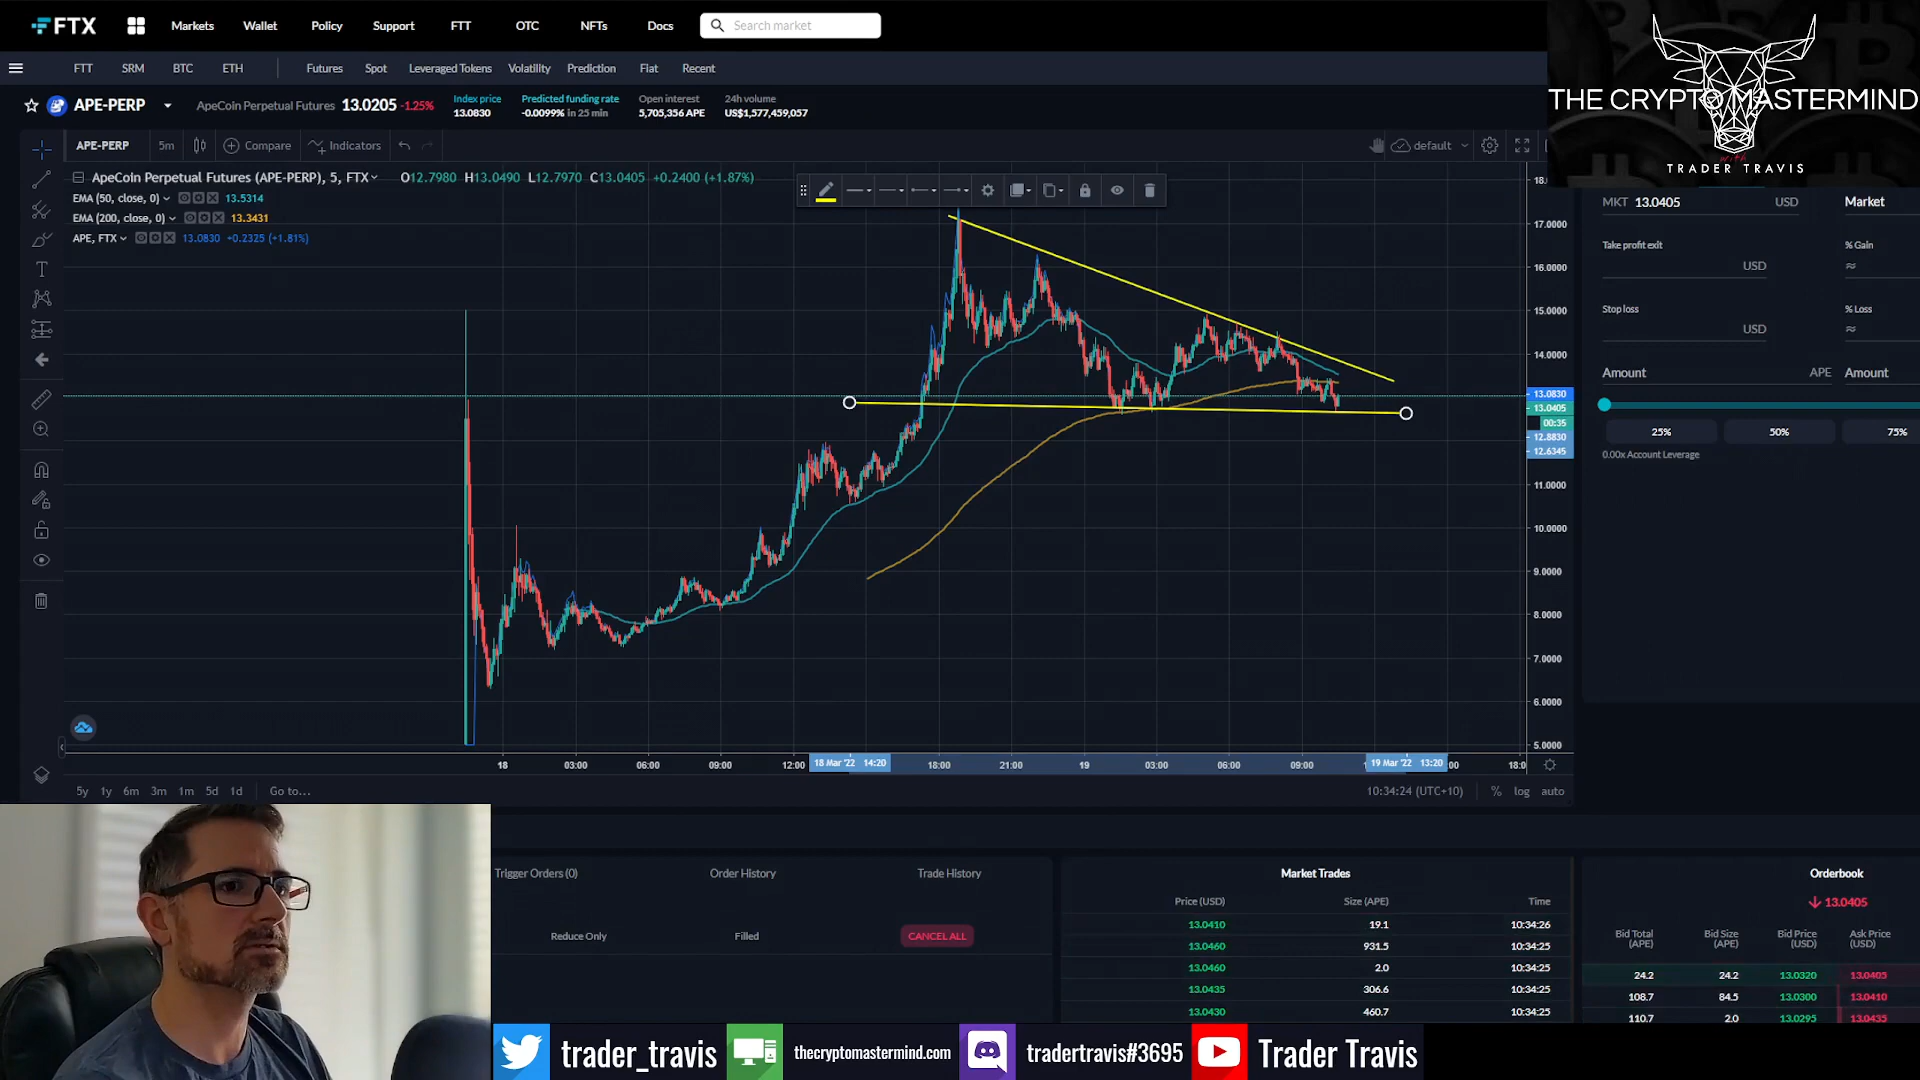 FTX Markets Wallet Policy Support FTT OTC NFTs Docs Search market
FTT SRM BTC ETH Futures Spot Leveraged Tokens Volatility Prediction Fiat Recent
THE CRYPTO MASTERMIND
with
TRADER TRAVIS
APE-PERP ApeCoin Perpetual Futures 13.0205 -1.25%
Index price Predicted funding rate Open interest 24h volume
13.0830 -0.0099% in 25 min 5,705,356 APE US$1,577,459,057
APE-PERP 5m Compare Indicators default
ApeCoin Perpetual Futures (APE-PERP), 5, FTX O12.7980 H13.0490 L12.7970 C13.0405 +0.2400 (+1.87%)
EMA (50, close, 0) 13.5314
EMA (200, close, 0) 13.3431
APE, FTX 13.0830 +0.2325 (+1.81%)
18.
17.0000
16.0000
15.0000
14.0000
13.0830
13.0405
00:35
12.8830
12.6345
11.0000
10.0000
9.0000
8.0000
7.0000
6.0000
5.0000
18 03:00 06:00 09:00 12:00 18 Mar '22 14:20 18:00 21:00 19 03:00 06:00 09:00 19 Mar '22 13:20 :00 18:0
5y 1y 6m 3m 1m 5d 1d Go to... 10:34:24 (UTC+10) % log auto
MKT 13.0405 USD Market
Take profit exit % Gain
USD ≈
Stop loss % Loss
USD ≈
Amount APE Amount
25% 50% 75%
0.00x Account Leverage
Trigger Orders (0) Order History Trade History
Reduce Only Filled CANCEL ALL
Market Trades
Price (USD) Size (APE) Time
13.0410 19.1 10:34:26
13.0460 931.5 10:34:25
13.0460 2.0 10:34:25
13.0435 306.6 10:34:25
13.0430 460.7 10:34:25
Orderbook
13.0405
Bid Total (APE) Bid Size (APE) Bid Price (USD) Ask Price (USD)
24.2 24.2 13.0320 13.0405
108.7 84.5 13.0300 13.0410
110.7 2.0 13.0295 13.0435
trader_travis thecryptomastermind.com tradertravis#3695 Trader Travis